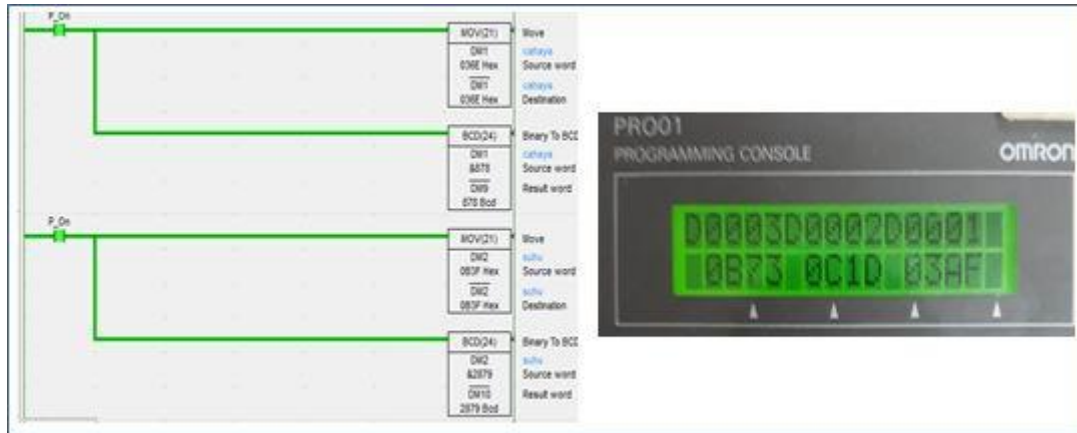 P_On
MOV(21) Move
DM1 cahaya
036E Hex Source word
DM1 cahaya
036E Hex Destination
BCD(24) Binary To BCD
DM1 cahaya
&878 Source word
DM9 Result word
878 Bcd
P_On
MOV(21) Move
DM2 suhu
0B3F Hex Source word
DM2 suhu
0B3F Hex Destination
BCD(24) Binary To BCD
DM2 suhu
&2879 Source word
DM10 Result word
2879 Bcd
PRO01
PROGRAMMING CONSOLE
OMRON
D0003D0002D0001
0B73 0C1D 03AF